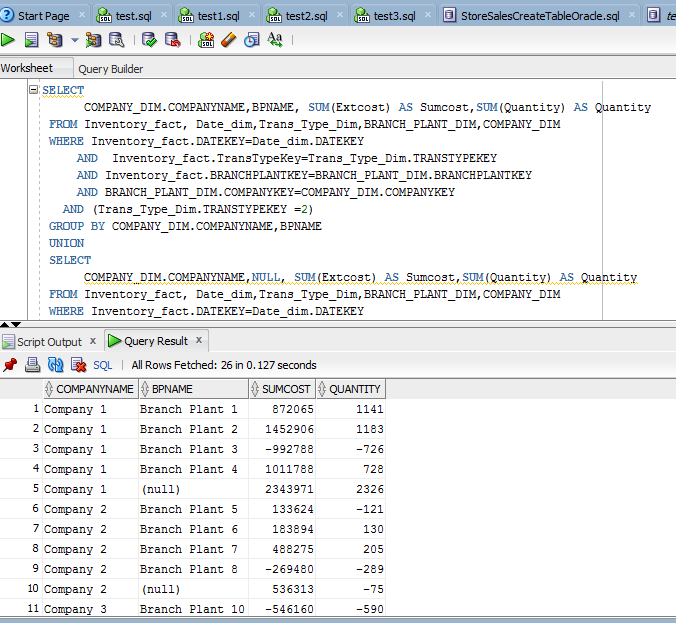 Start Page x test.sql x test1.sql x test2.sql x test3.sql x StoreSalesCreateTableOracle.sql x te
Worksheet Query Builder
SELECT
COMPANY_DIM.COMPANYNAME,BPNAME, SUM(Extcost) AS Sumcost,SUM(Quantity) AS Quantity
FROM Inventory_fact, Date_dim,Trans_Type_Dim,BRANCH_PLANT_DIM,COMPANY_DIM
WHERE Inventory_fact.DATEKEY=Date_dim.DATEKEY
AND Inventory_fact.TransTypeKey=Trans_Type_Dim.TRANSTYPEKEY
AND Inventory_fact.BRANCHPLANTKEY=BRANCH_PLANT_DIM.BRANCHPLANTKEY
AND BRANCH_PLANT_DIM.COMPANYKEY=COMPANY_DIM.COMPANYKEY
AND (Trans_Type_Dim.TRANSTYPEKEY =2)
GROUP BY COMPANY_DIM.COMPANYNAME,BPNAME
UNION
SELECT
COMPANY_DIM.COMPANYNAME,NULL, SUM(Extcost) AS Sumcost,SUM(Quantity) AS Quantity
FROM Inventory_fact, Date_dim,Trans_Type_Dim,BRANCH_PLANT_DIM,COMPANY_DIM
WHERE Inventory_fact.DATEKEY=Date_dim.DATEKEY
Script Output x Query Result x
SQL | All Rows Fetched: 26 in 0.127 seconds
COMPANYNAME BPNAME SUMCOST QUANTITY
1 Company 1 Branch Plant 1 872065 1141
2 Company 1 Branch Plant 2 1452906 1183
3 Company 1 Branch Plant 3 -992788 -726
4 Company 1 Branch Plant 4 1011788 728
5 Company 1 (null) 2343971 2326
6 Company 2 Branch Plant 5 133624 -121
7 Company 2 Branch Plant 6 183894 130
8 Company 2 Branch Plant 7 488275 205
9 Company 2 Branch Plant 8 -269480 -289
10 Company 2 (null) 536313 -75
11 Company 3 Branch Plant 10 -546160 -590